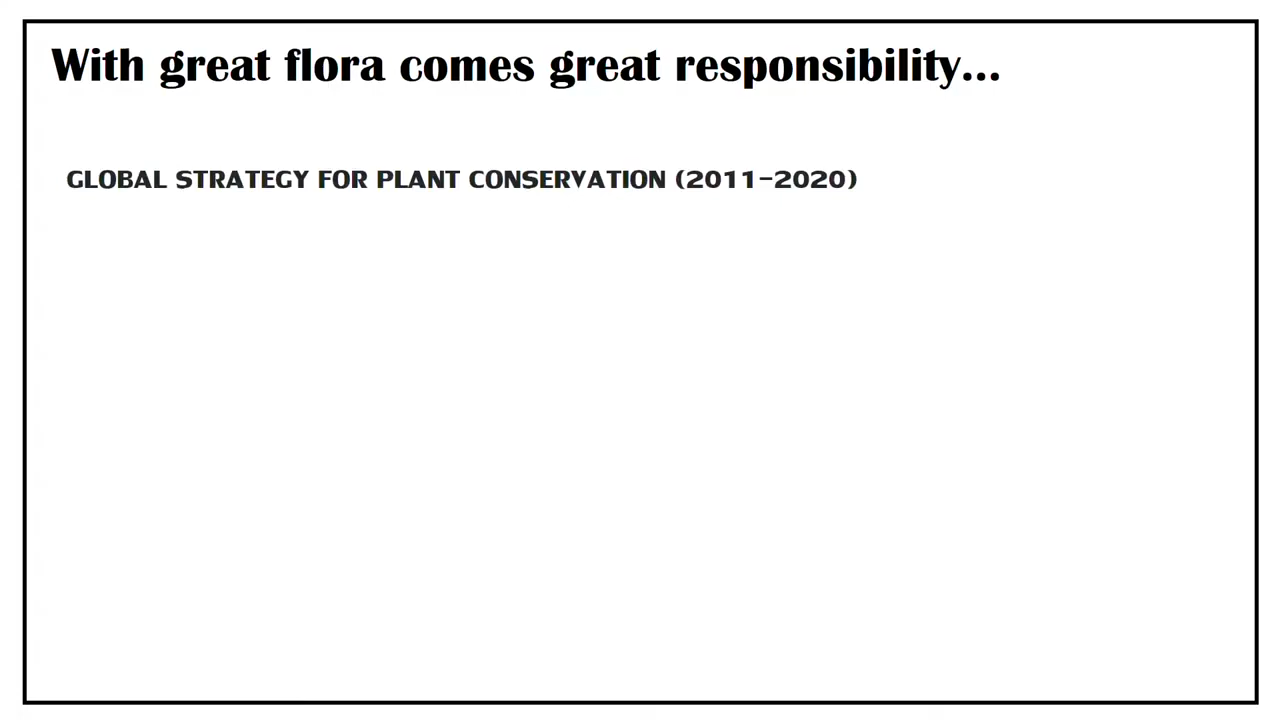 With great flora comes great responsibility...
GLOBAL STRATEGY FOR PLANT CONSERVATION (2011-2020)